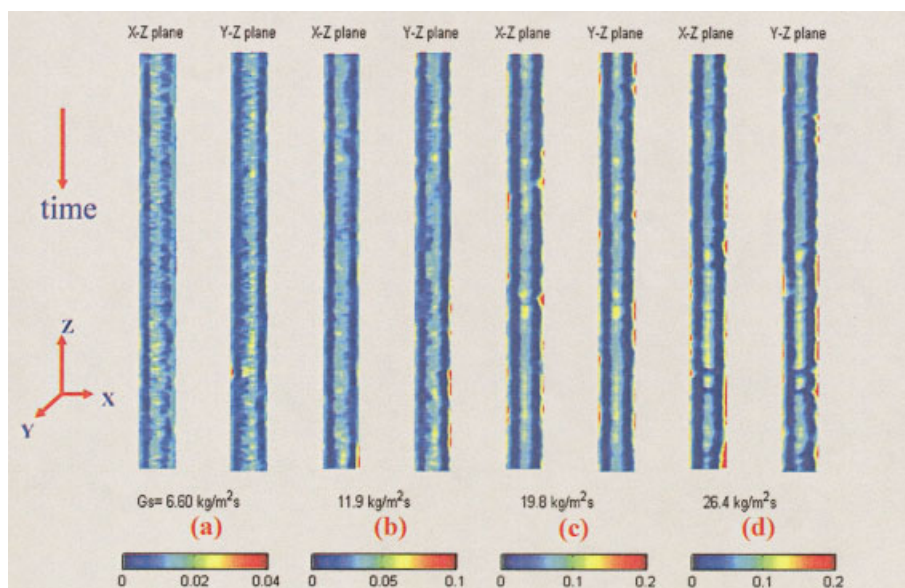 X-Z plane Y-Z plane X-Z plane Y-Z plane X-Z plane Y-Z plane X-Z plane Y-Z plane
time
Z
X
Y
Gs= 6.60 kg/m²s 11.9 kg/m²s 19.8 kg/m²s 26.4 kg/m²s
(a) (b) (c) (d)
0 0.02 0.04 0 0.05 0.1 0 0.1 0.2 0 0.1 0.2